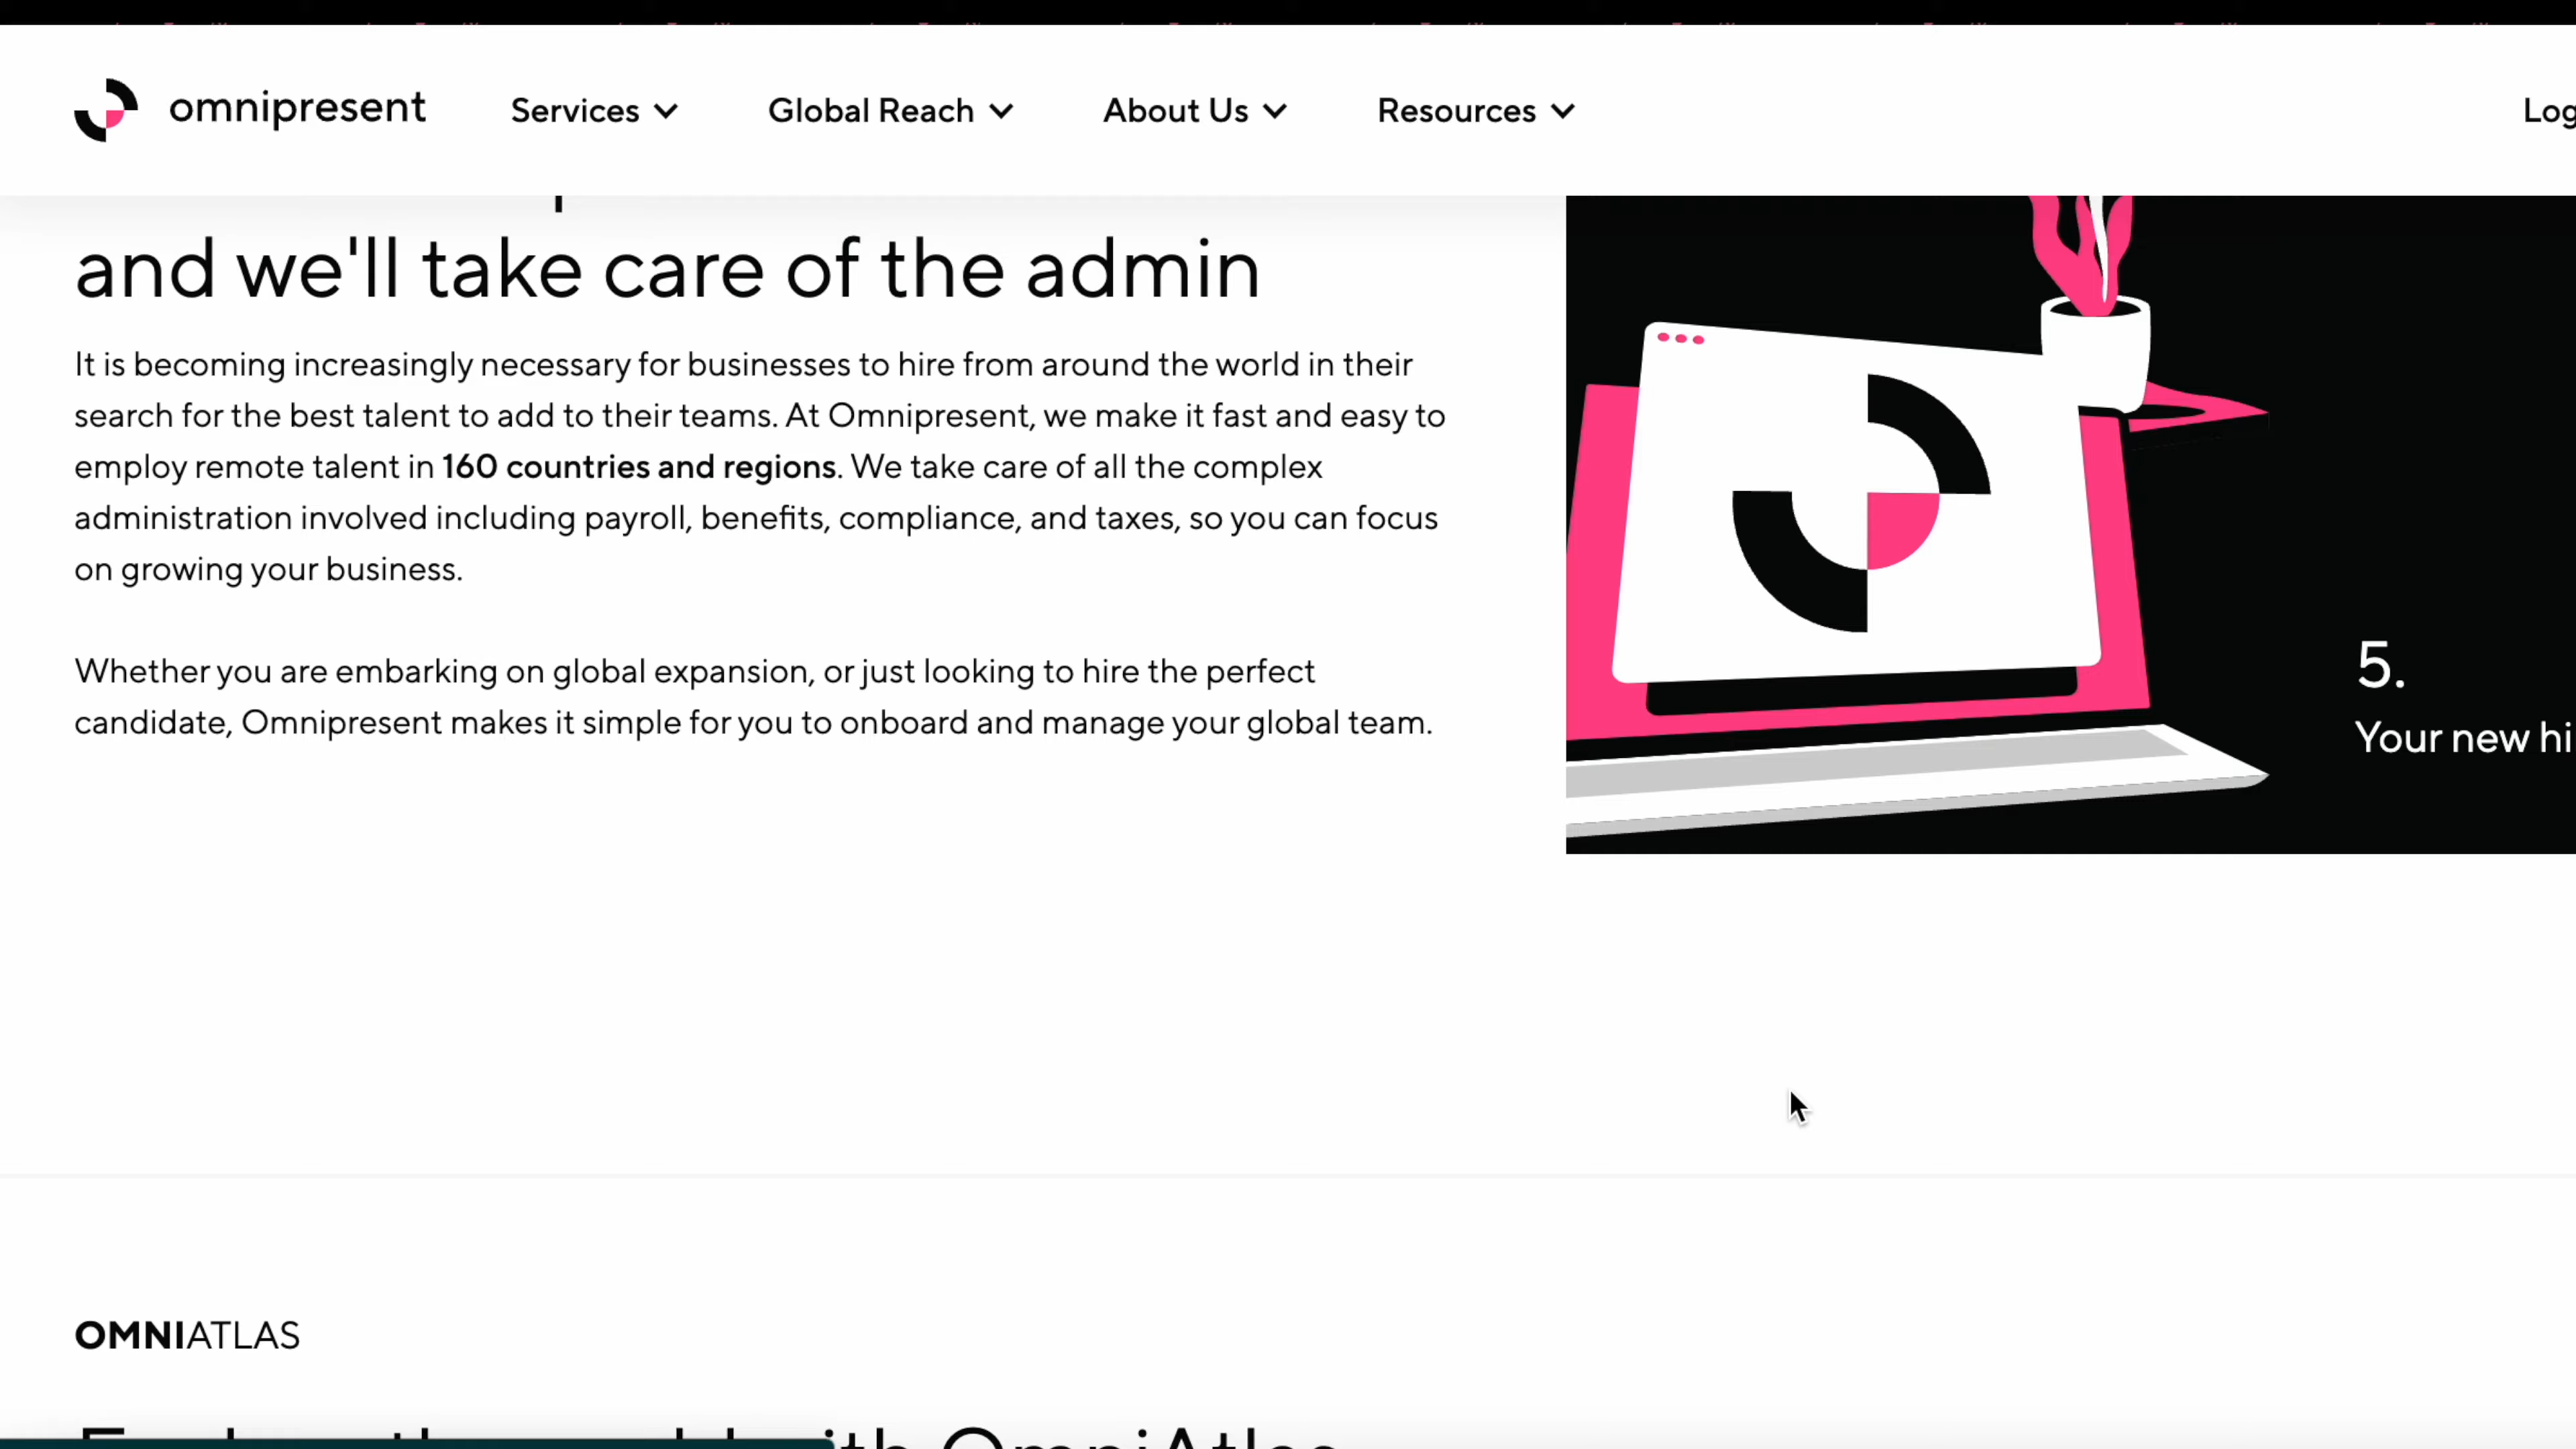 omnipresent
Services
Global Reach
About Us
Resources
and we'll take care of the admin
It is becoming increasingly necessary for businesses to hire from around the world in their
search for the best talent to add to their teams. At Omnipresent, we make it fast and easy to
employ remote talent in 160 countries and regions. We take care of all the complex
administration involved including payroll, benefits, compliance, and taxes, so you can focus
on growing your business.
Whether you are embarking on global expansion, or just looking to hire the perfect
candidate, Omnipresent makes it simple for you to onboard and manage your global team.
5.
Your new
OMNIATLAS
OmniAtlas